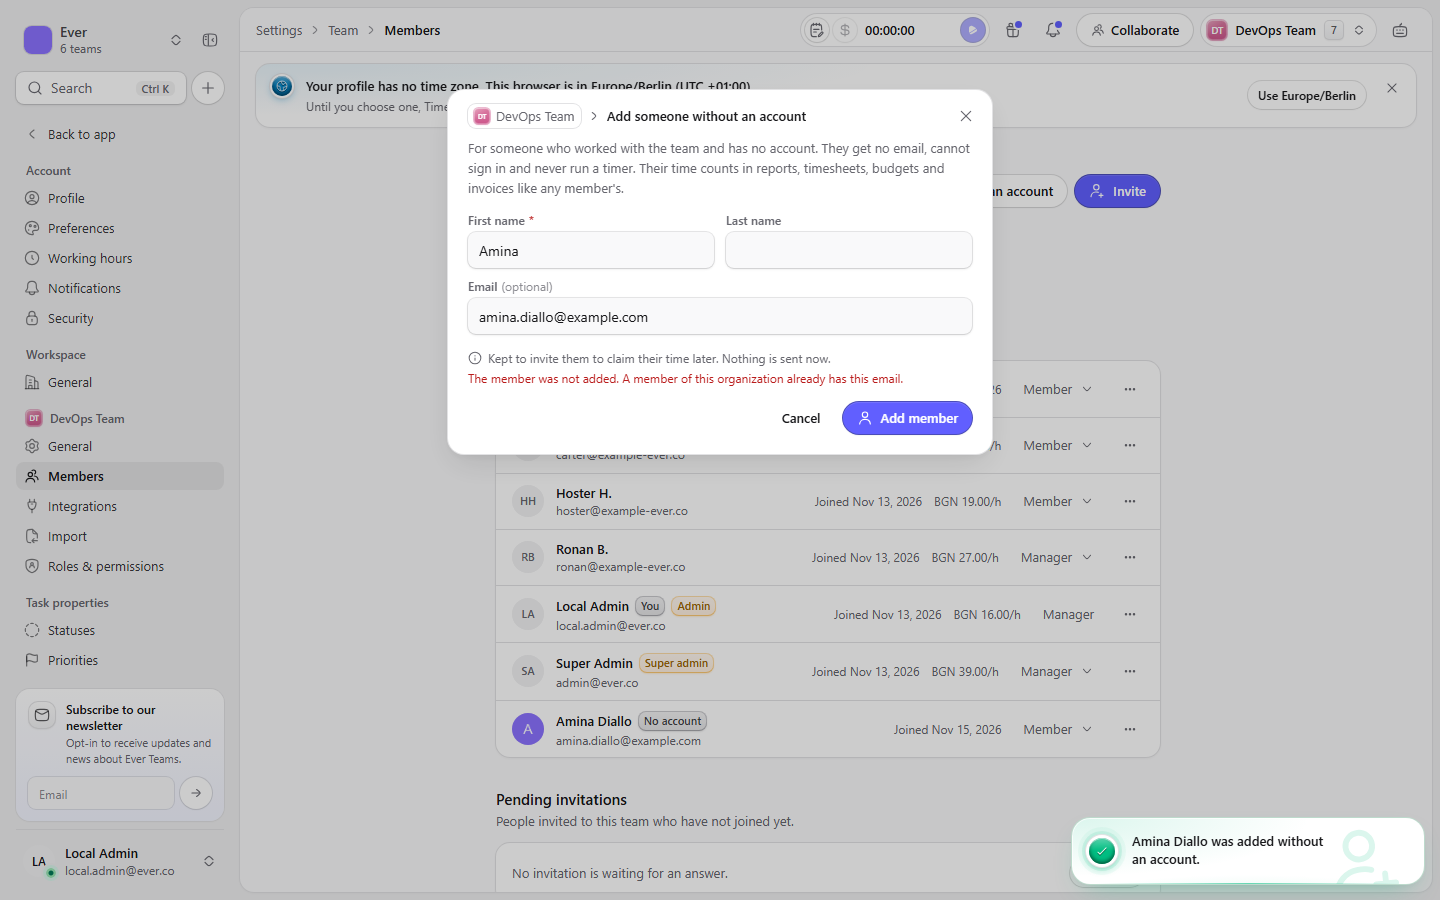 Ever
6 teams
Search
Ctrl K
Back to app
Account
Profile
Preferences
Working hours
Notifications
Security
Workspace
General
DT DevOps Team
General
Members
Integrations
Import
Roles & permissions
Task properties
Statuses
Priorities
Subscribe to our
newsletter
Opt-in to receive updates and
news about Ever Teams.
Email
LA
Local Admin
local.admin@ever.co
Settings > Team > Members
00:00:00
Collaborate
DT DevOps Team 7
Your profile has no time zone. This browser is in Europe/Berlin (UTC +01:00)
Until you choose one, Time
Use Europe/Berlin
an account
Invite
DT DevOps Team > Add someone without an account
For someone who worked with the team and has no account. They get no email, cannot
sign in and never run a timer. Their time counts in reports, timesheets, budgets and
invoices like any member's.
First name *
Last name
Amina
Email (optional)
amina.diallo@example.com
Kept to invite them to claim their time later. Nothing is sent now.
The member was not added. A member of this organization already has this email.
Cancel
Add member
26 Member
/h Member
carter@example-ever.co
HH Hoster H. Joined Nov 13, 2026 BGN 19.00/h Member
hoster@example-ever.co
RB Ronan B. Joined Nov 13, 2026 BGN 27.00/h Manager
ronan@example-ever.co
LA Local Admin You Admin Joined Nov 13, 2026 BGN 16.00/h Manager
local.admin@ever.co
SA Super Admin Super admin Joined Nov 13, 2026 BGN 39.00/h Manager
admin@ever.co
A Amina Diallo No account Joined Nov 15, 2026 Member
amina.diallo@example.com
Pending invitations
People invited to this team who have not joined yet.
No invitation is waiting for an answer.
Amina Diallo was added without
an account.